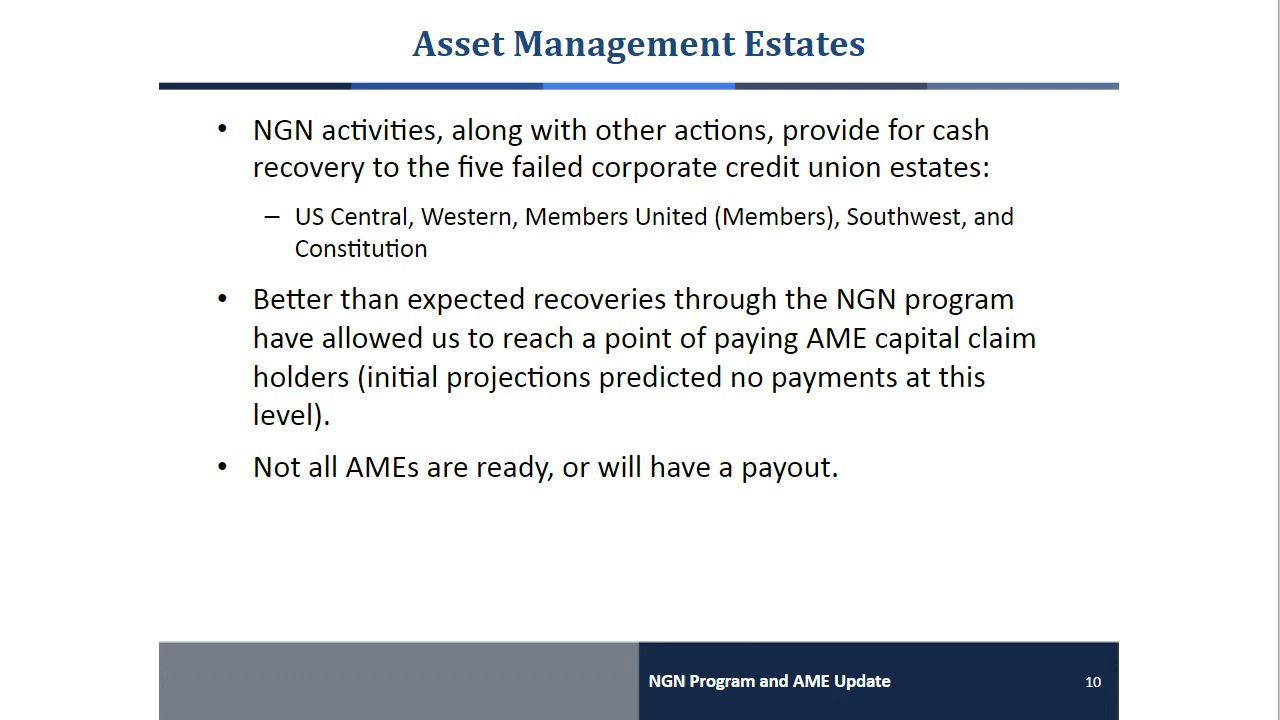 Asset Management Estates
• NGN activities, along with other actions, provide for cash
recovery to the five failed corporate credit union estates:
– US Central, Western, Members United (Members), Southwest, and
Constitution
• Better than expected recoveries through the NGN program
have allowed us to reach a point of paying AME capital claim
holders (initial projections predicted no payments at this
level).
• Not all AMEs are ready, or will have a payout.
NGN Program and AME Update
10